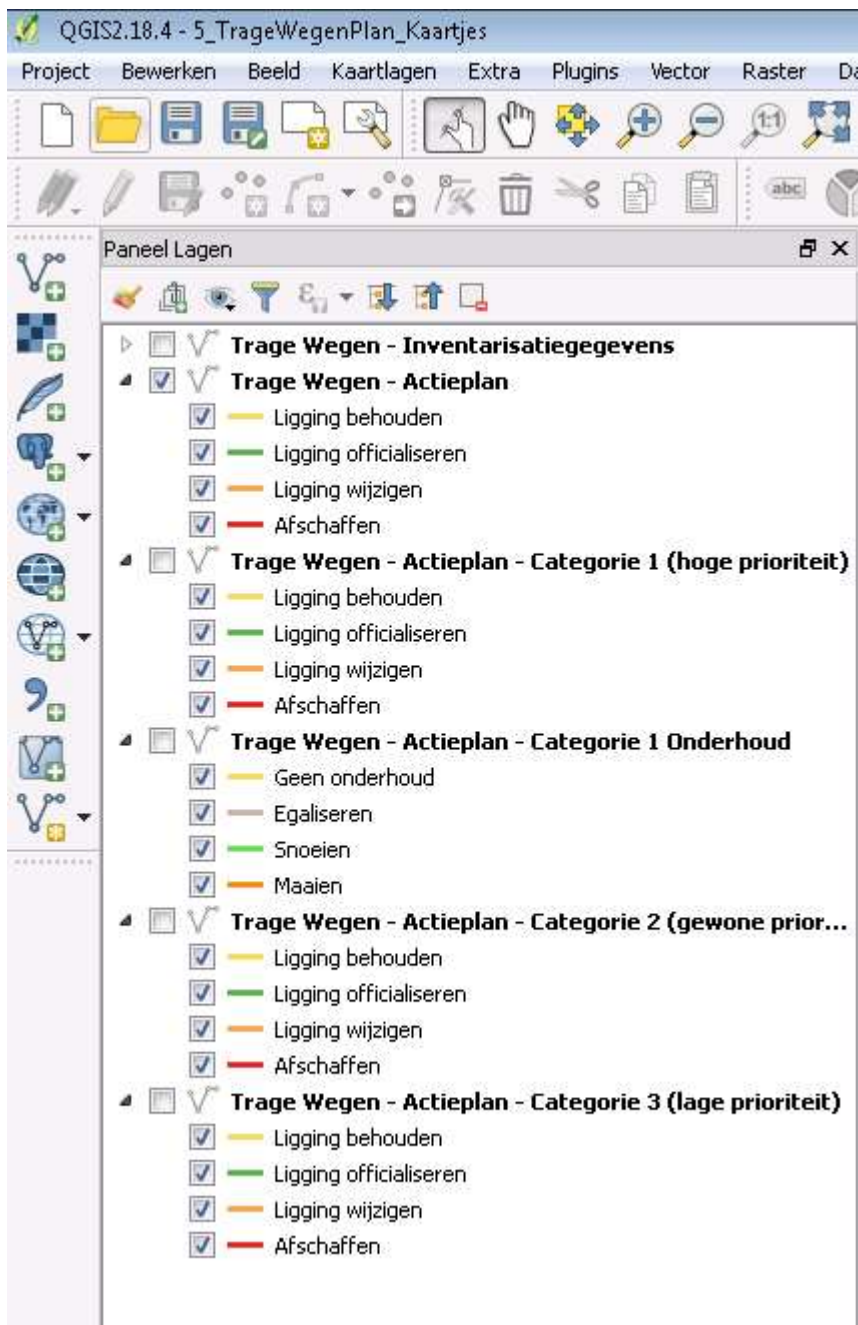 QGIS2.18.4 - 5_TrageWegenPlan_Kaartjes
Project Bewerken Beeld Kaartlagen Extra Plugins Vector Raster Da
1:1
abc
Paneel Lagen
Trage Wegen - Inventarisatiegegevens
Trage Wegen - Actieplan
Ligging behouden
Ligging officialiseren
Ligging wijzigen
Afschaffen
Trage Wegen - Actieplan - Categorie 1 (hoge prioriteit)
Ligging behouden
Ligging officialiseren
Ligging wijzigen
Afschaffen
Trage Wegen - Actieplan - Categorie 1 Onderhoud
Geen onderhoud
Egaliseren
Snoeien
Maaien
Trage Wegen - Actieplan - Categorie 2 (gewone prior...
Ligging behouden
Ligging officialiseren
Ligging wijzigen
Afschaffen
Trage Wegen - Actieplan - Categorie 3 (lage prioriteit)
Ligging behouden
Ligging officialiseren
Ligging wijzigen
Afschaffen